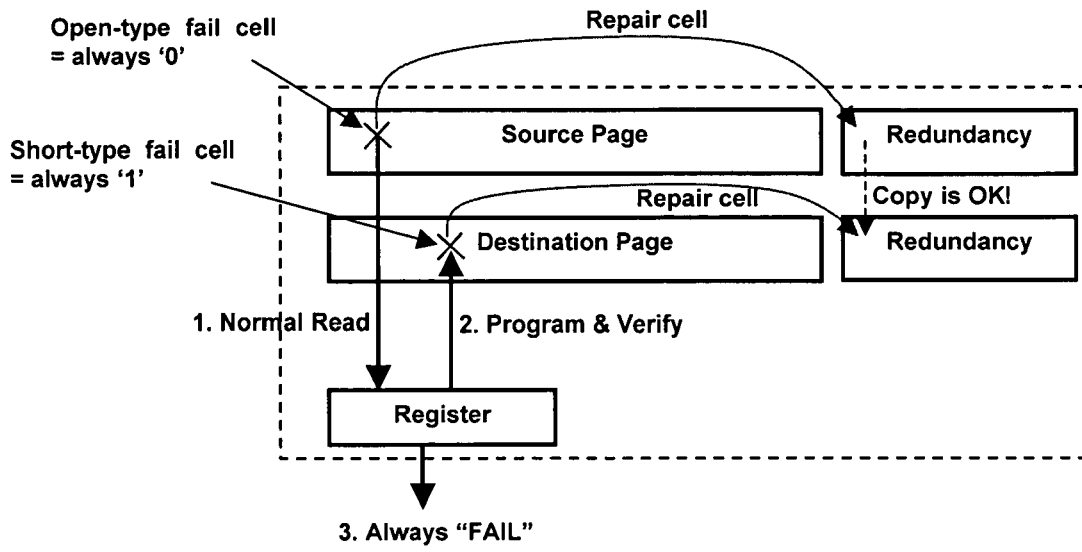 Open-type fail cell
= always ‘0’
Repair cell
Source Page
Redundancy
Short-type fail cell
= always ‘1’
Repair cell
Copy is OK!
Destination Page
Redundancy
1. Normal Read
2. Program & Verify
Register
3. Always “FAIL”